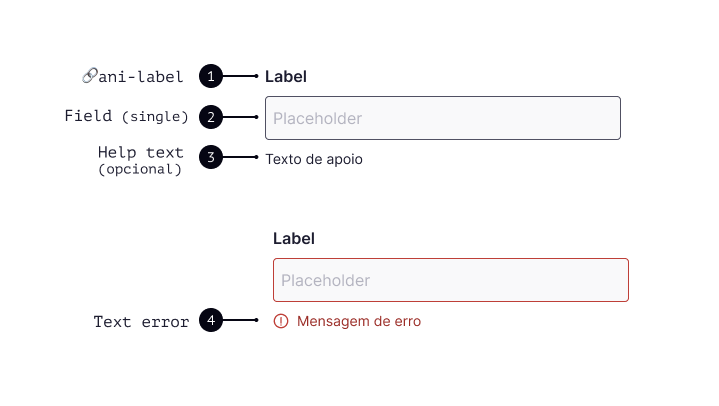 🔗ani-label 1 Label
Field (single) 2 Placeholder
Help text 3 Texto de apoio
(opcional)
Label
Placeholder
Text error 4 Mensagem de erro